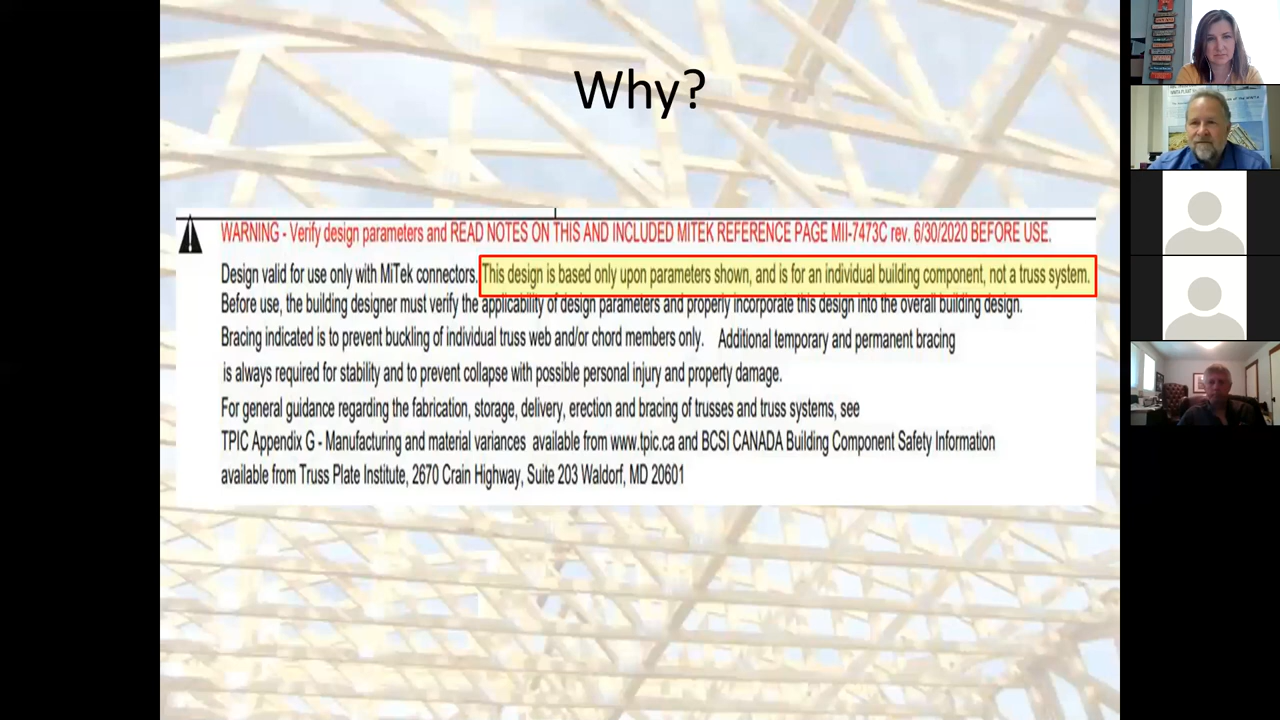 Why?
WARNING - Verify design parameters and READ NOTES ON THIS AND INCLUDED MITEK REFERENCE PAGE MII-7473C rev. 6/30/2020 BEFORE USE.
Design valid for use only with MiTek connectors. This design is based only upon parameters shown, and is for an individual building component, not a truss system.
Before use, the building designer must verify the applicability of design parameters and properly incorporate this design into the overall building design.
Bracing indicated is to prevent buckling of individual truss web and/or chord members only. Additional temporary and permanent bracing
is always required for stability and to prevent collapse with possible personal injury and property damage.
For general guidance regarding the fabrication, storage, delivery, erection and bracing of trusses and truss systems, see
TPIC Appendix G - Manufacturing and material variances available from www.tpic.ca and BCSI CANADA Building Component Safety Information
available from Truss Plate Institute, 2670 Crain Highway, Suite 203 Waldorf, MD 20601